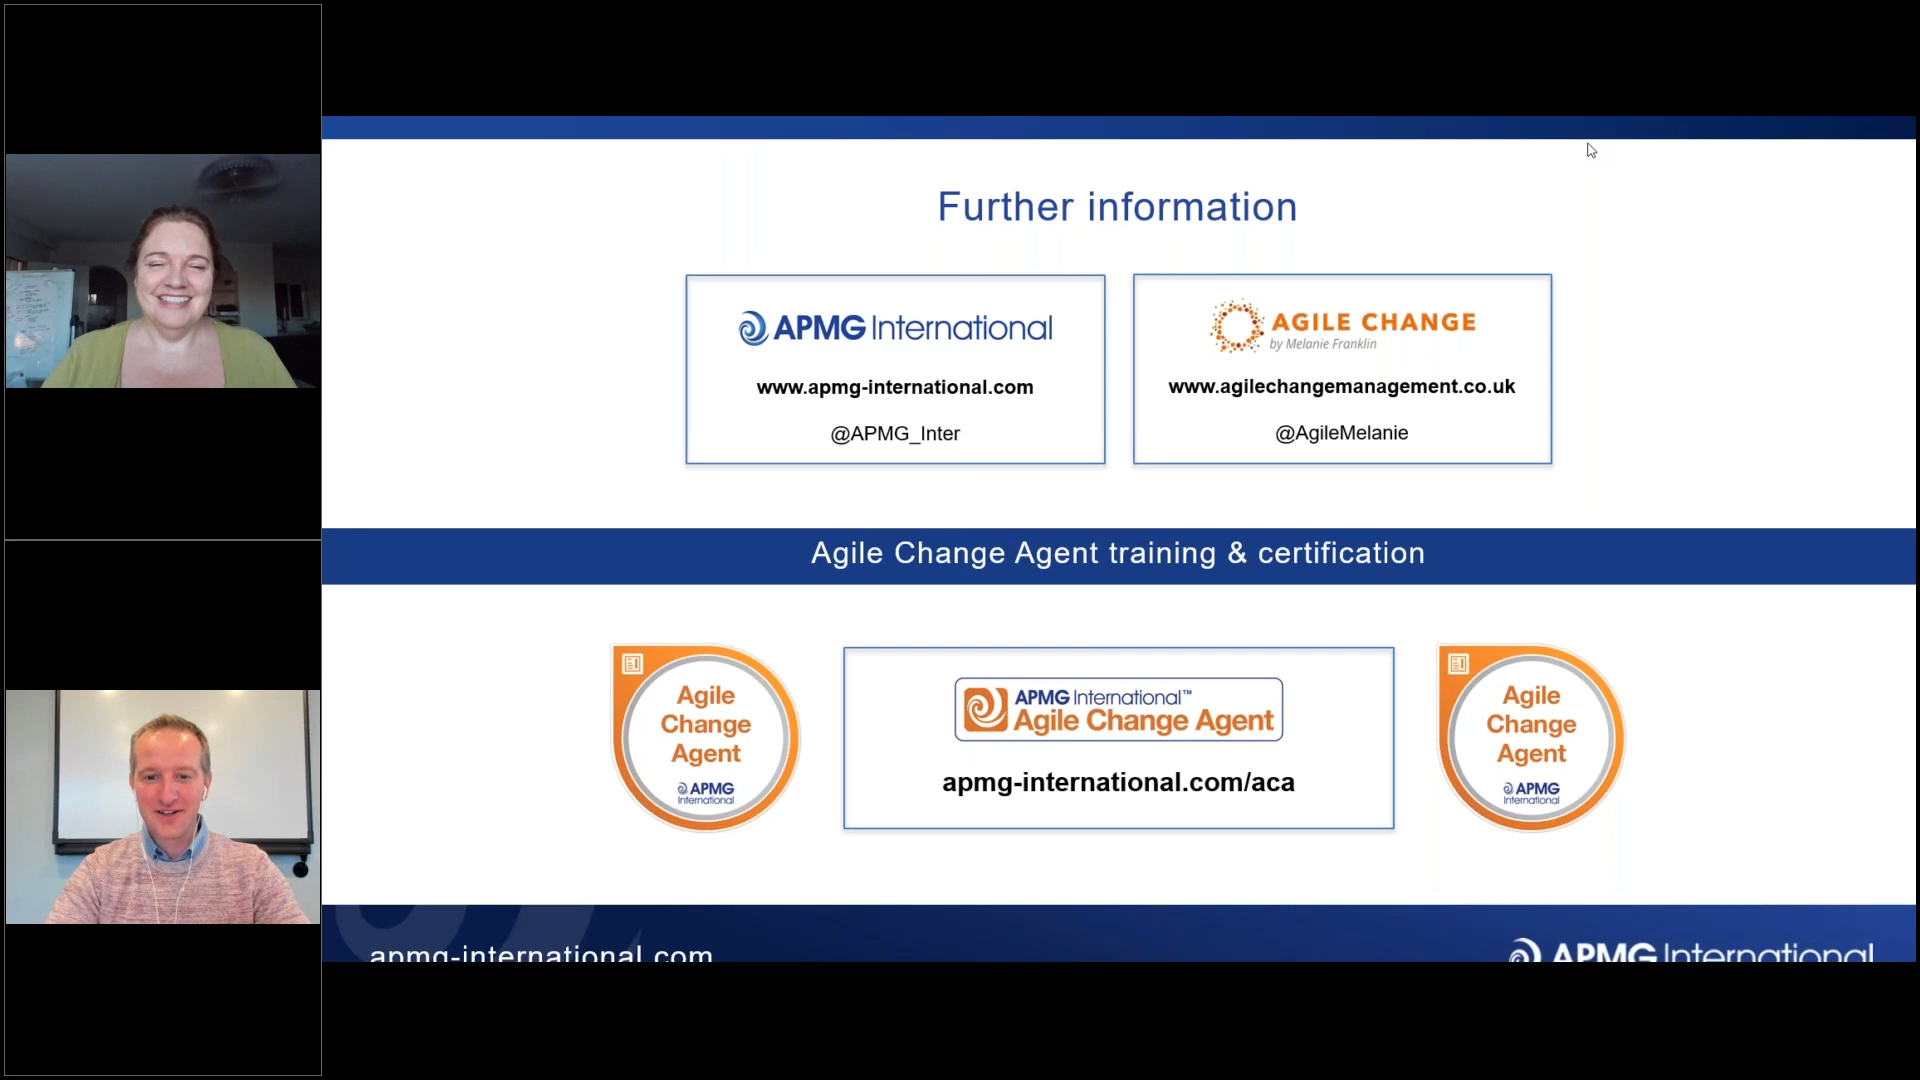 Further information
APMG International
www.apmg-international.com
@APMG_Inter
AGILE CHANGE
by Melanie Franklin
www.agilechangemanagement.co.uk
@AgileMelanie
Agile Change Agent training & certification
Agile
Change
Agent
APMG
International
APMG International™
Agile Change Agent
apmg-international.com/aca
Agile
Change
Agent
APMG
International
apmg-international.com
APMG International